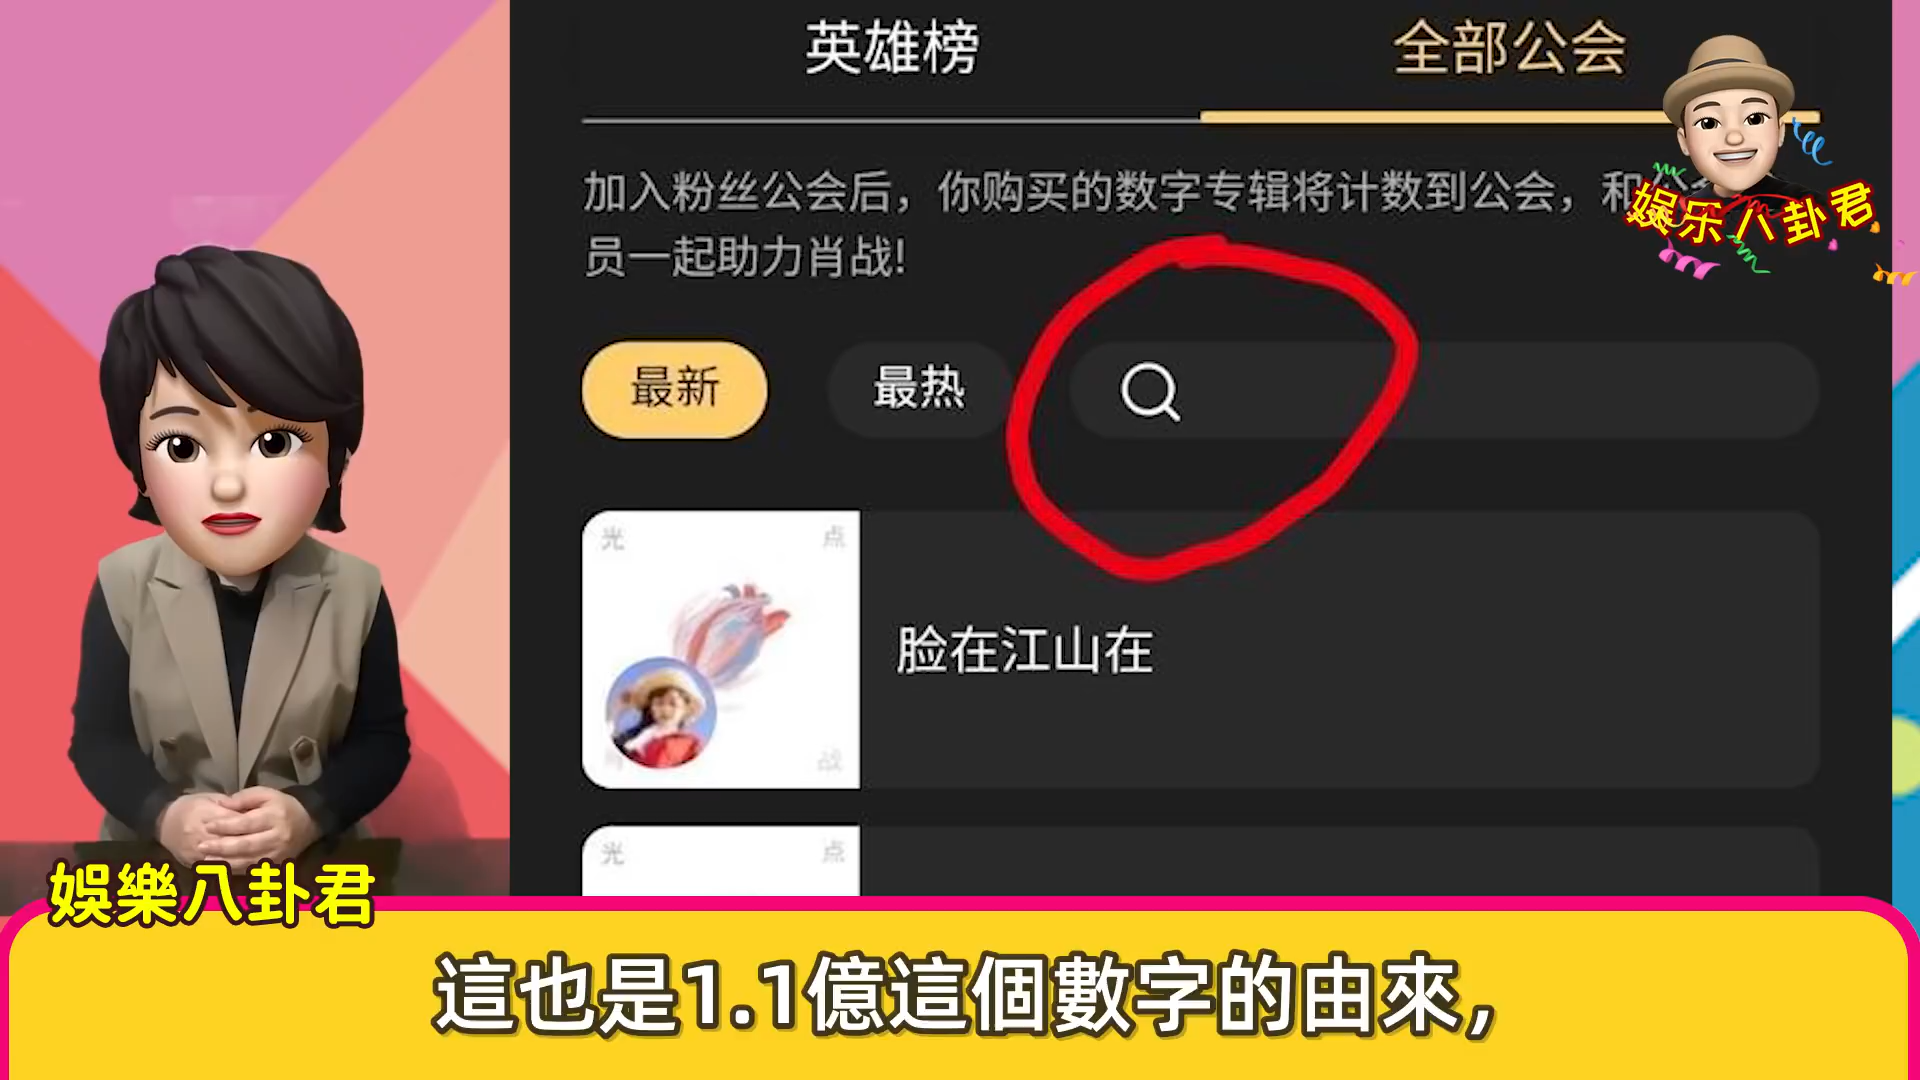 英雄榜
全部公会
加入粉丝公会后，你购买的数字专辑将计数到公会，和
员一起助力肖战!
娱乐八卦君
最新
最热
光 点
脸在江山在
战
光 点
娛樂八卦君
這也是1.1億這個數字的由來,